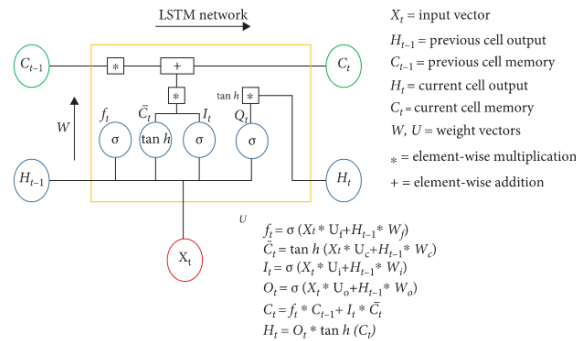 LSTM network
C_{t-1}
*
+
C_t
*
tan h
*
f_t
C̄_t
I_t
Q_t
W
σ
tan h
σ
σ
H_{t-1}
H_t
U
X_t
X_t = input vector
H_{t-1} = previous cell output
C_{t-1} = previous cell memory
H_t = current cell output
C_t = current cell memory
W, U = weight vectors
* = element-wise multiplication
+ = element-wise addition
f_t = σ (X_t * U_f+H_{t-1}* W_f)
C̄_t = tan h (X_t * U_c+H_{t-1}* W_c)
I_t = σ (X_t * U_i+H_{t-1}* W_i)
O_t = σ (X_t * U_o+H_{t-1}* W_o)
C_t = f_t * C_{t-1}+ I_t * C̄_t
H_t = O_t * tan h (C_t)